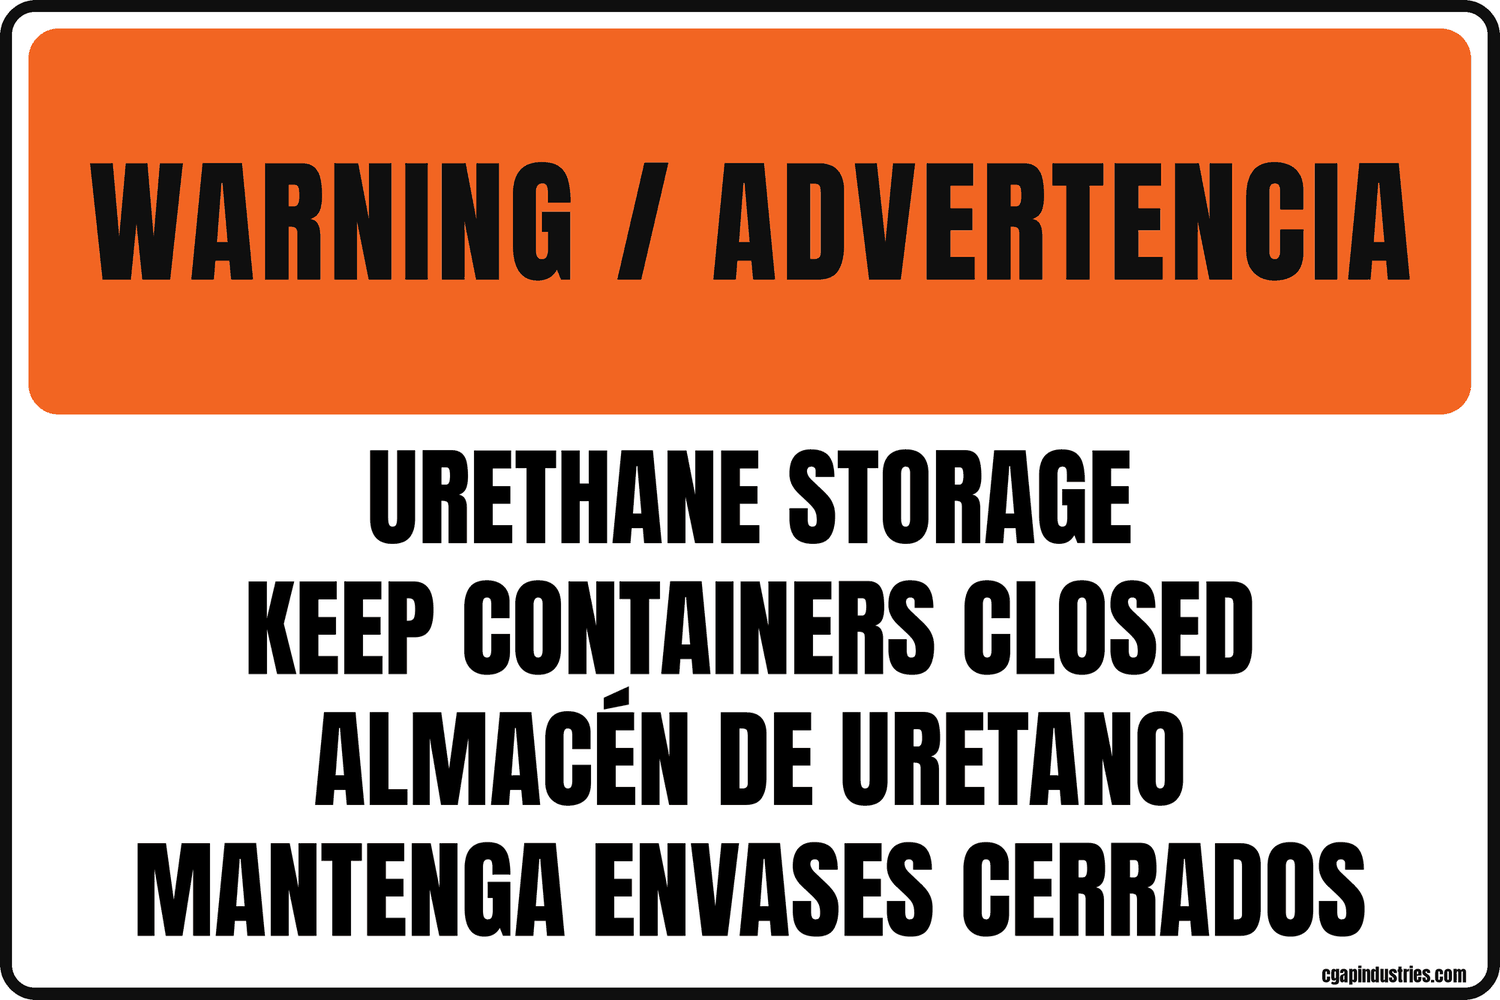 WARNING / ADVERTENCIA
URETHANE STORAGE
KEEP CONTAINERS CLOSED
ALMACÉN DE URETANO
MANTENGA ENVASES CERRADOS
cgapindustries.com